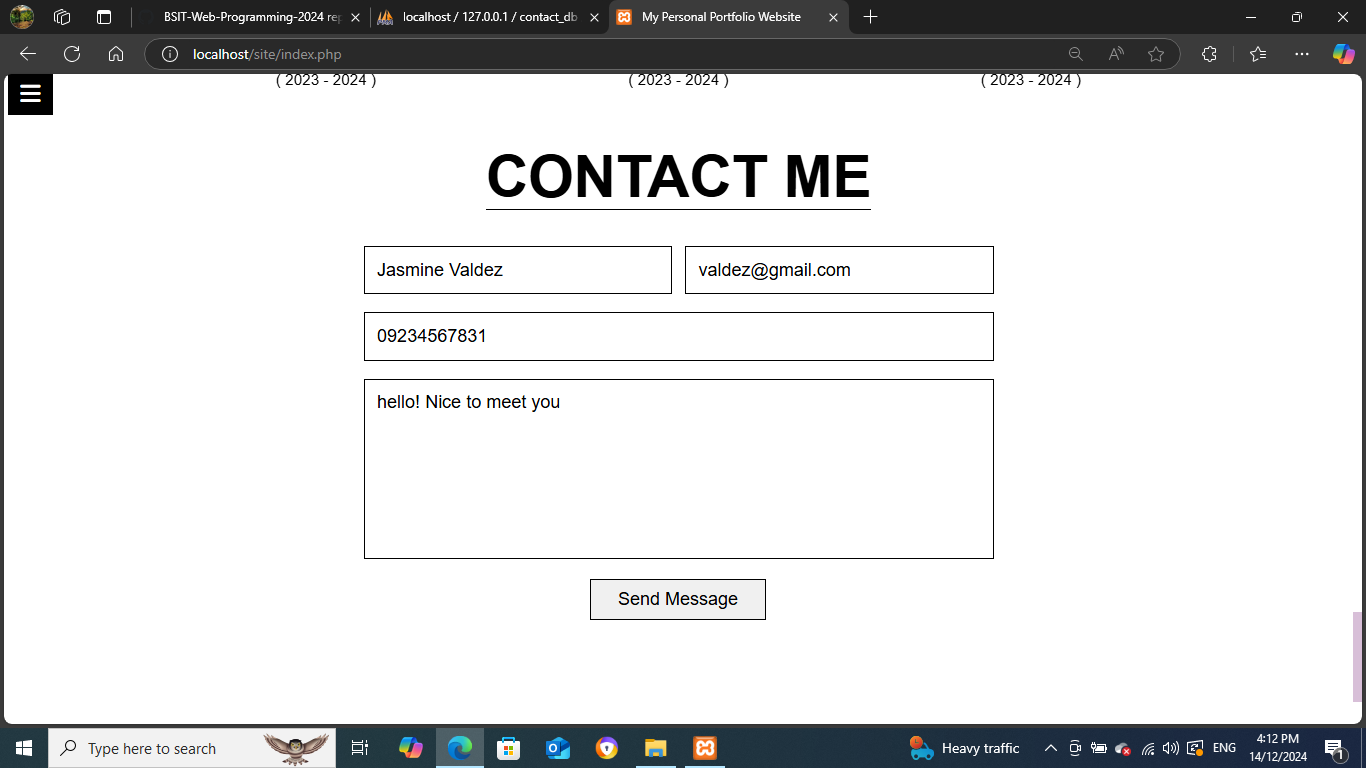 BSIT-Web-Programming-2024 rep
localhost / 127.0.0.1 / contact_db
My Personal Portfolio Website
localhost/site/index.php
( 2023 - 2024 ) ( 2023 - 2024 ) ( 2023 - 2024 )
CONTACT ME
Jasmine Valdez valdez@gmail.com
09234567831
hello! Nice to meet you
Send Message
Type here to search
Heavy traffic
ENG
4:12 PM
14/12/2024
1